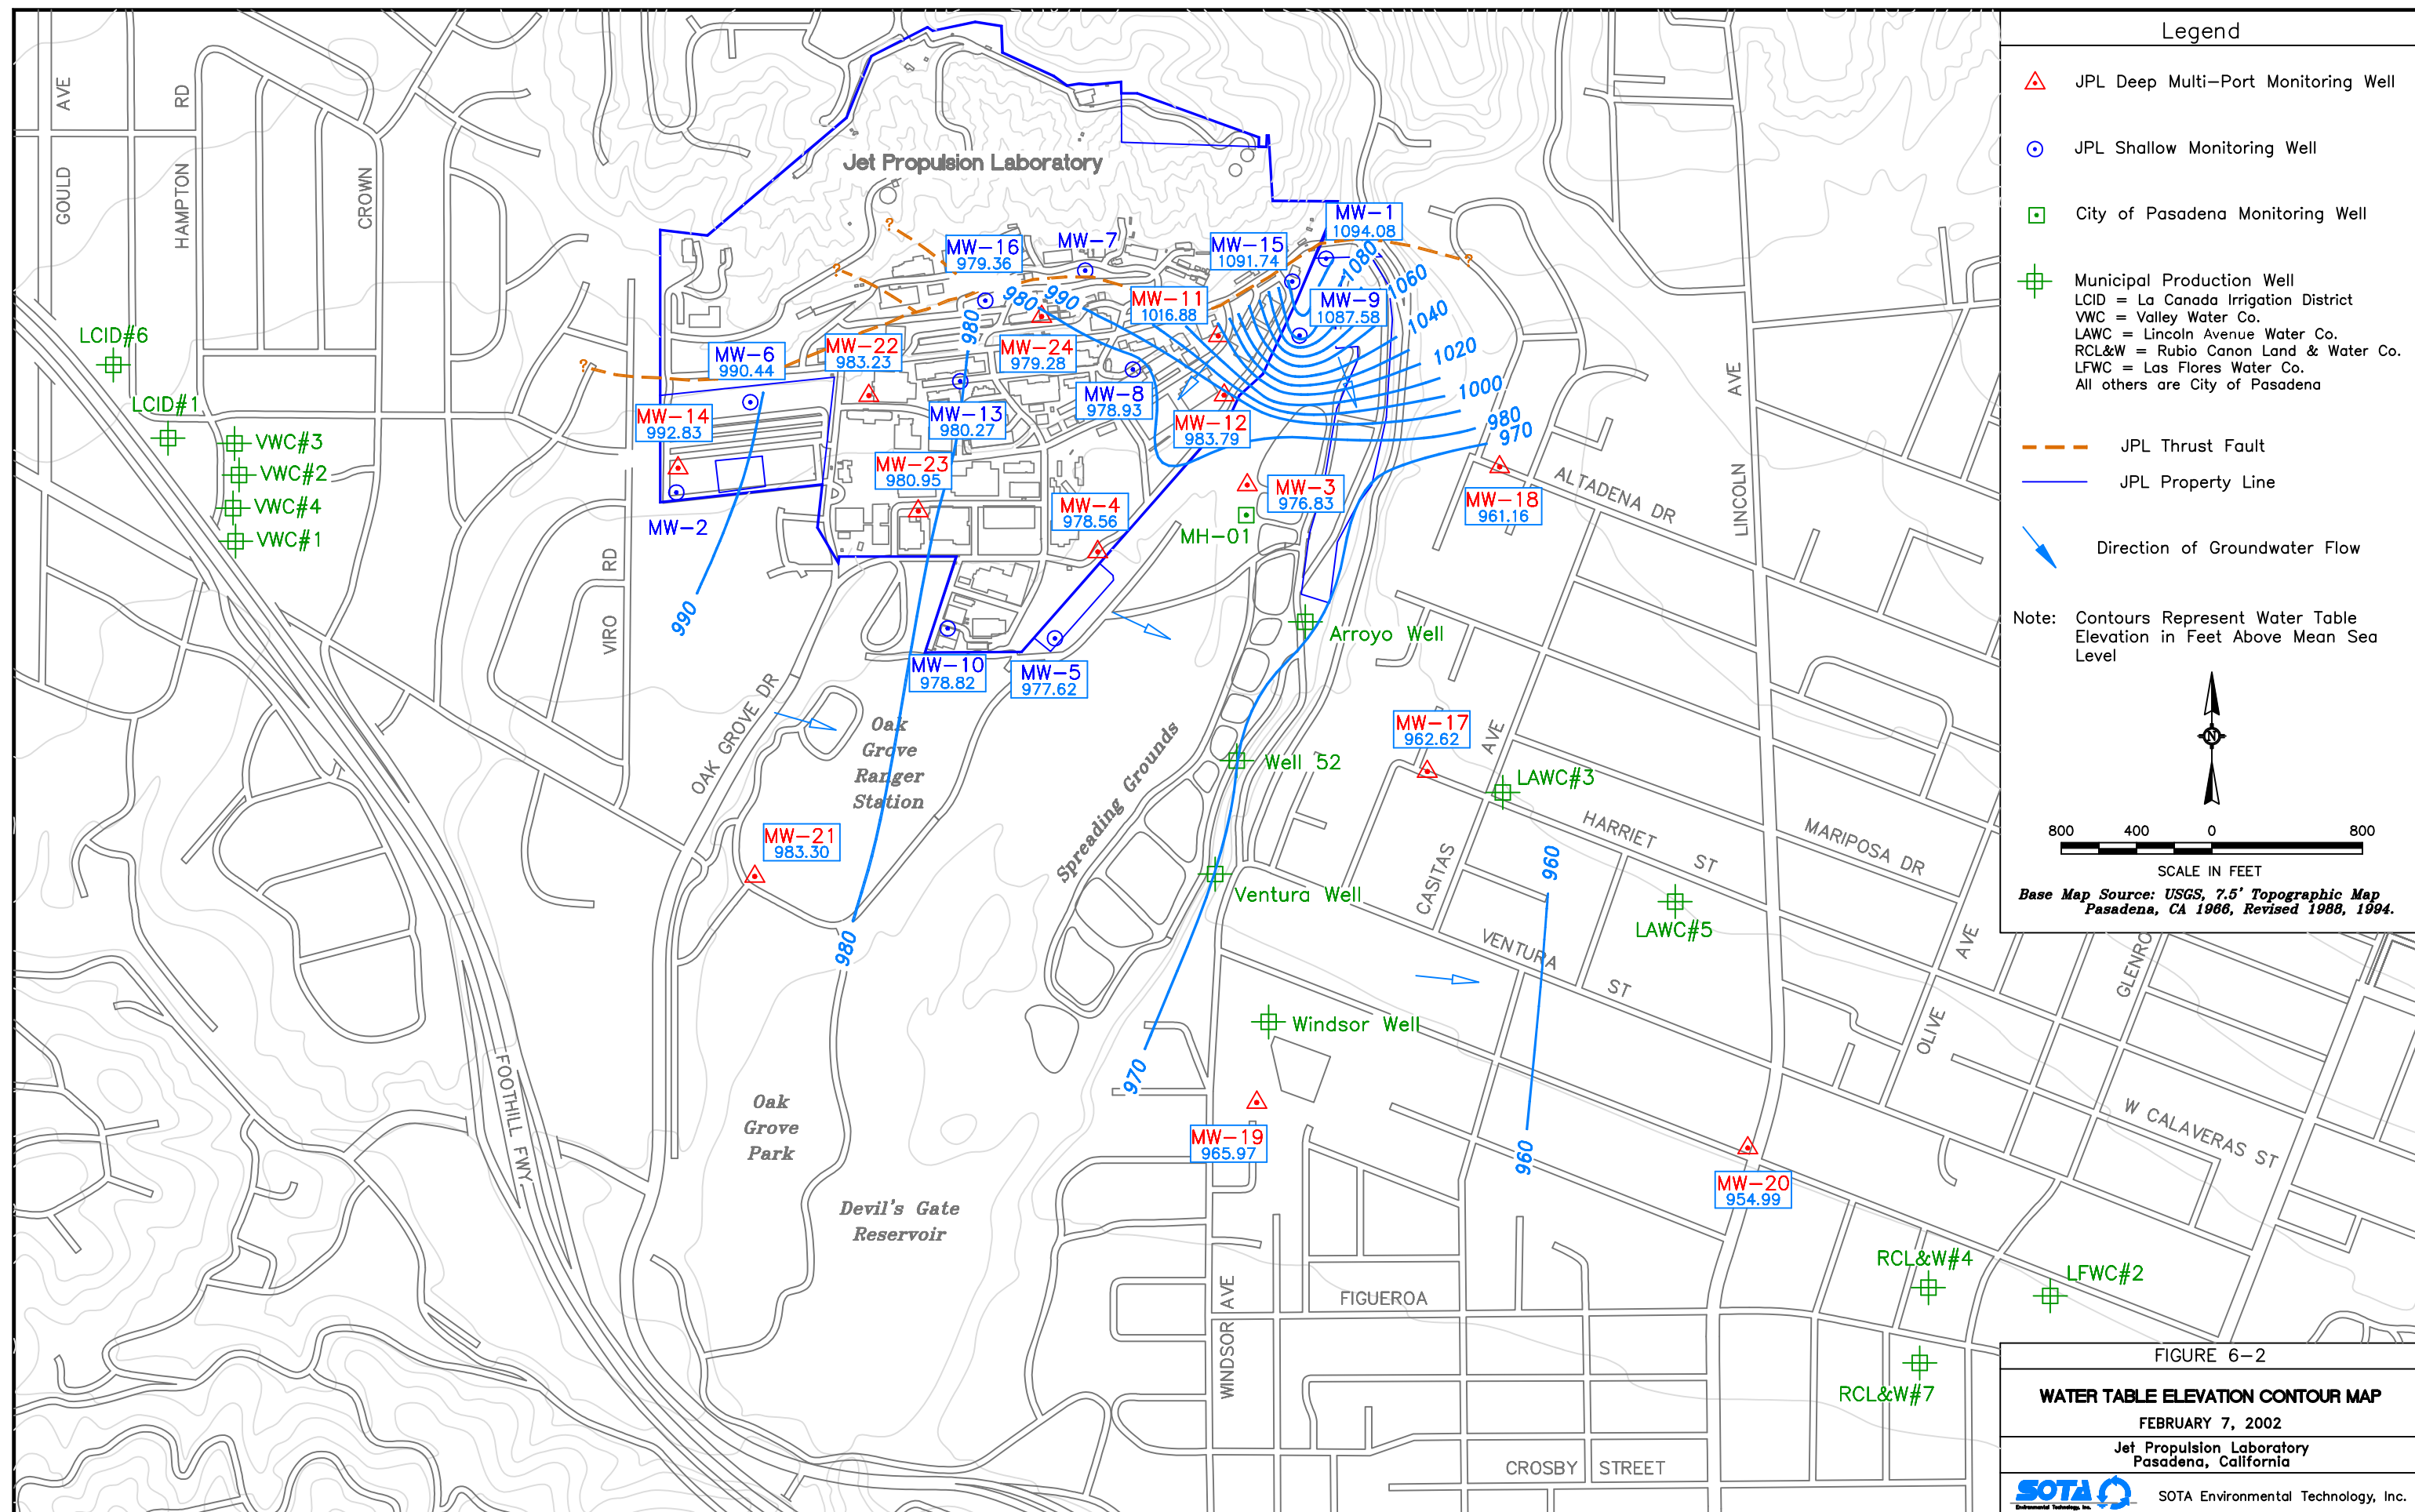 Legend
JPL Deep Multi-Port Monitoring Well
JPL Shallow Monitoring Well
City of Pasadena Monitoring Well
Municipal Production Well
LCID = La Canada Irrigation District
VWC = Valley Water Co.
LAWC = Lincoln Avenue Water Co.
RCL&W = Rubio Canon Land & Water Co.
LFWC = Las Flores Water Co.
All others are City of Pasadena
JPL Thrust Fault
JPL Property Line
Direction of Groundwater Flow
Note: Contours Represent Water Table
Elevation in Feet Above Mean Sea
Level
N
800 400 0 800
SCALE IN FEET
Base Map Source: USGS, 7.5' Topographic Map
Pasadena, CA 1966, Revised 1988, 1994.
FIGURE 6-2
WATER TABLE ELEVATION CONTOUR MAP
FEBRUARY 7, 2002
Jet Propulsion Laboratory
Pasadena, California
SOTA
Environmental Technology, Inc.
SOTA Environmental Technology, Inc.
GOULD AVE
HAMPTON RD
CROWN
Jet Propulsion Laboratory
?
?
?
?
MW-1
1094.08
MW-16
979.36
MW-7
MW-15
1091.74
MW-11
1016.88
MW-9
1087.58
MW-6
990.44
MW-22
983.23
MW-24
979.28
MW-8
978.93
MW-14
992.83
MW-13
980.27
MW-12
983.79
MW-23
980.95
MW-4
978.56
MW-3
976.83
MW-18
961.16
MW-2
MH-01
MW-10
978.82
MW-5
977.62
MW-17
962.62
MW-21
983.30
MW-19
965.97
MW-20
954.99
1080
1060
1040
1020
1000
980
970
980
990
980
990
980
970
960
960
LCID#6
LCID#1
VWC#3
VWC#2
VWC#4
VWC#1
Arroyo Well
Well 52
Ventura Well
Windsor Well
LAWC#3
LAWC#5
RCL&W#4
LFWC#2
RCL&W#7
VIRO RD
OAK GROVE DR
Oak
Grove
Ranger
Station
Spreading Grounds
Oak
Grove
Park
Devil's Gate
Reservoir
FOOTHILL FWY
LINCOLN AVE
ALTADENA DR
CASITAS AVE
HARRIET ST
MARIPOSA DR
VENTURA ST
OLIVE AVE
GLENRO
W CALAVERAS ST
WINDSOR AVE
FIGUEROA
CROSBY STREET